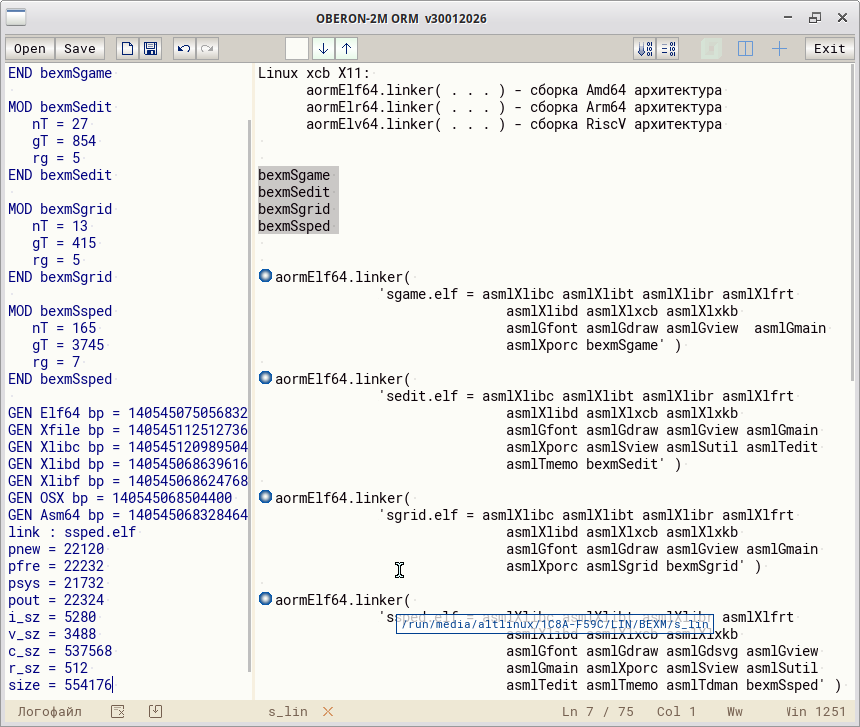 OBERON-2M ORM v30012026
Open Save Exit
END bexmSgame
MOD bexmSedit
nT = 27
gT = 854
rg = 5
END bexmSedit
MOD bexmSgrid
nT = 13
gT = 415
rg = 5
END bexmSgrid
MOD bexmSsped
nT = 165
gT = 3745
rg = 7
END bexmSsped
GEN Elf64 bp = 140545075056832
GEN Xfile bp = 140545112512736
GEN Xlibc bp = 140545120989504
GEN Xlibd bp = 140545068639616
GEN Xlibf bp = 140545068624768
GEN OSX bp = 140545068504400
GEN Asm64 bp = 140545068328464
link : ssped.elf
pnew = 22120
pfre = 22232
psys = 21732
pout = 22324
i_sz = 5280
v_sz = 3488
c_sz = 537568
r_sz = 512
size = 554176
Linux xcb X11:
aormElf64.linker( . . . ) - сборка Amd64 архитектура
aormElr64.linker( . . . ) - сборка Arm64 архитектура
aormElv64.linker( . . . ) - сборка RiscV архитектура
bexmSgame
bexmSedit
bexmSgrid
bexmSsped
aormElf64.linker(
'sgame.elf = asmlXlibc asmlXlibt asmlXlibr asmlXlfrt
asmlXlibd asmlXlxcb asmlXlxkb
asmlGfont asmlGdraw asmlGview asmlGmain
asmlXporc bexmSgame' )
aormElf64.linker(
'sedit.elf = asmlXlibc asmlXlibt asmlXlibr asmlXlfrt
asmlXlibd asmlXlxcb asmlXlxkb
asmlGfont asmlGdraw asmlGview asmlGmain
asmlXporc asmlSview asmlSutil asmlTedit
asmlTmemo bexmSedit' )
aormElf64.linker(
'sgrid.elf = asmlXlibc asmlXlibt asmlXlibr asmlXlfrt
asmlXlibd asmlXlxcb asmlXlxkb
asmlGfont asmlGdraw asmlGview asmlGmain
asmlXporc asmlSgrid bexmSgrid' )
aormElf64.linker(
'ssped.elf = asmlXlibc asmlXlibt asmlXlibr asmlXlfrt
/run/media/altlinux/1C8A-F59C/LIN/BEXM/s_lin
asmlXlibd asmlXlxcb asmlXlxkb
asmlGfont asmlGdraw asmlGdsvg asmlGview
asmlGmain asmlXporc asmlSview asmlSutil
asmlTedit asmlTmemo asmlTdman bexmSsped' )
Логофайл s_lin Ln 7 / 75 Col 1 Ww Win 1251